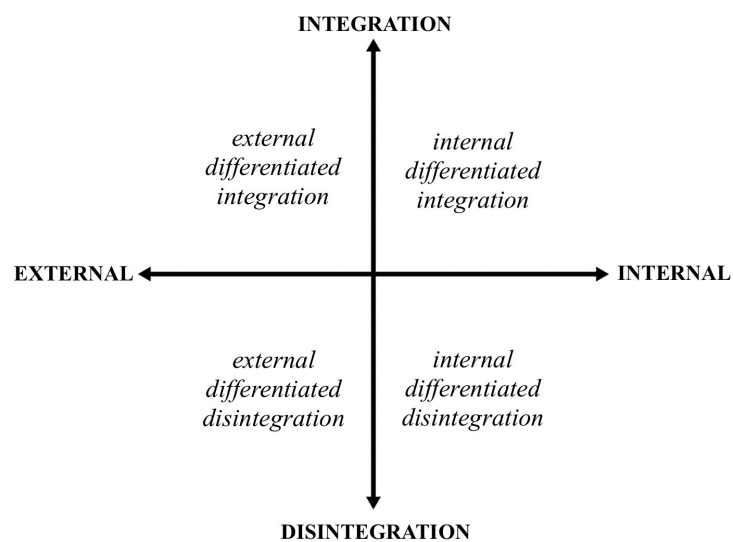 INTEGRATION
external
differentiated
integration
internal
differentiated
integration
EXTERNAL
INTERNAL
external
differentiated
disintegration
internal
differentiated
disintegration
DISINTEGRATION